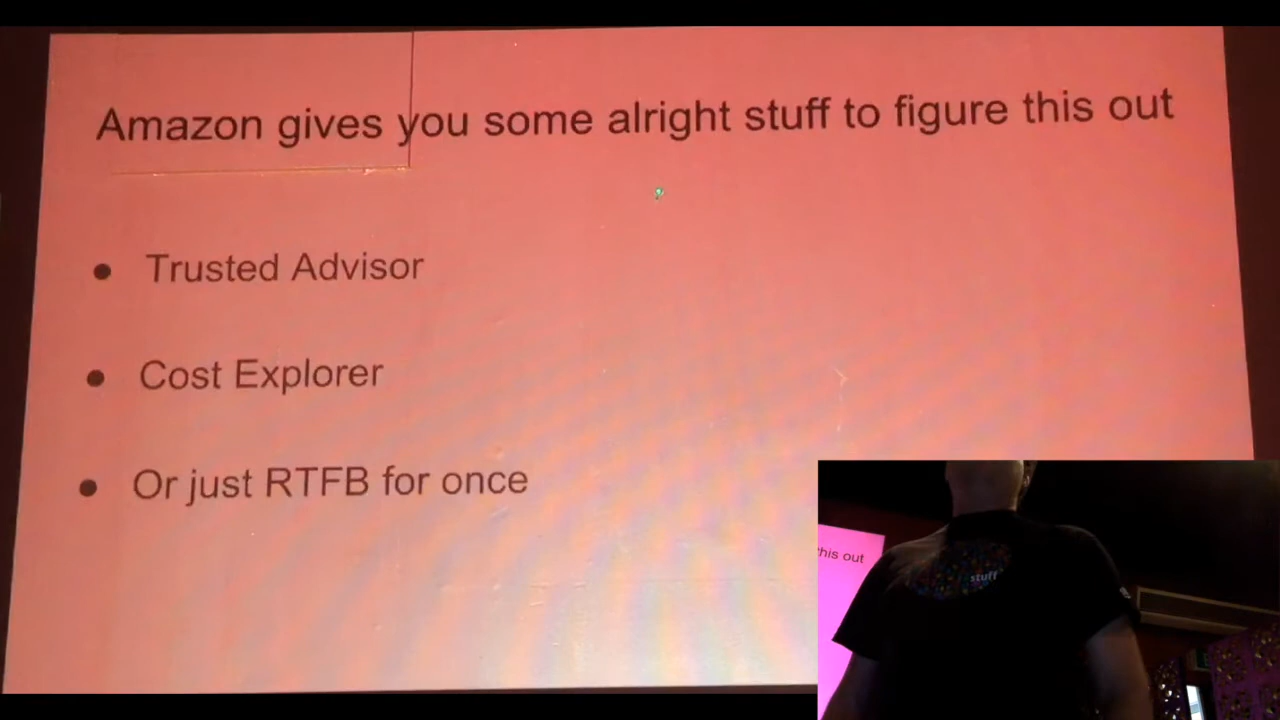 Amazon gives you some alright stuff to figure this out
● Trusted Advisor
● Cost Explorer
● Or just RTFB for once
this out
stuff